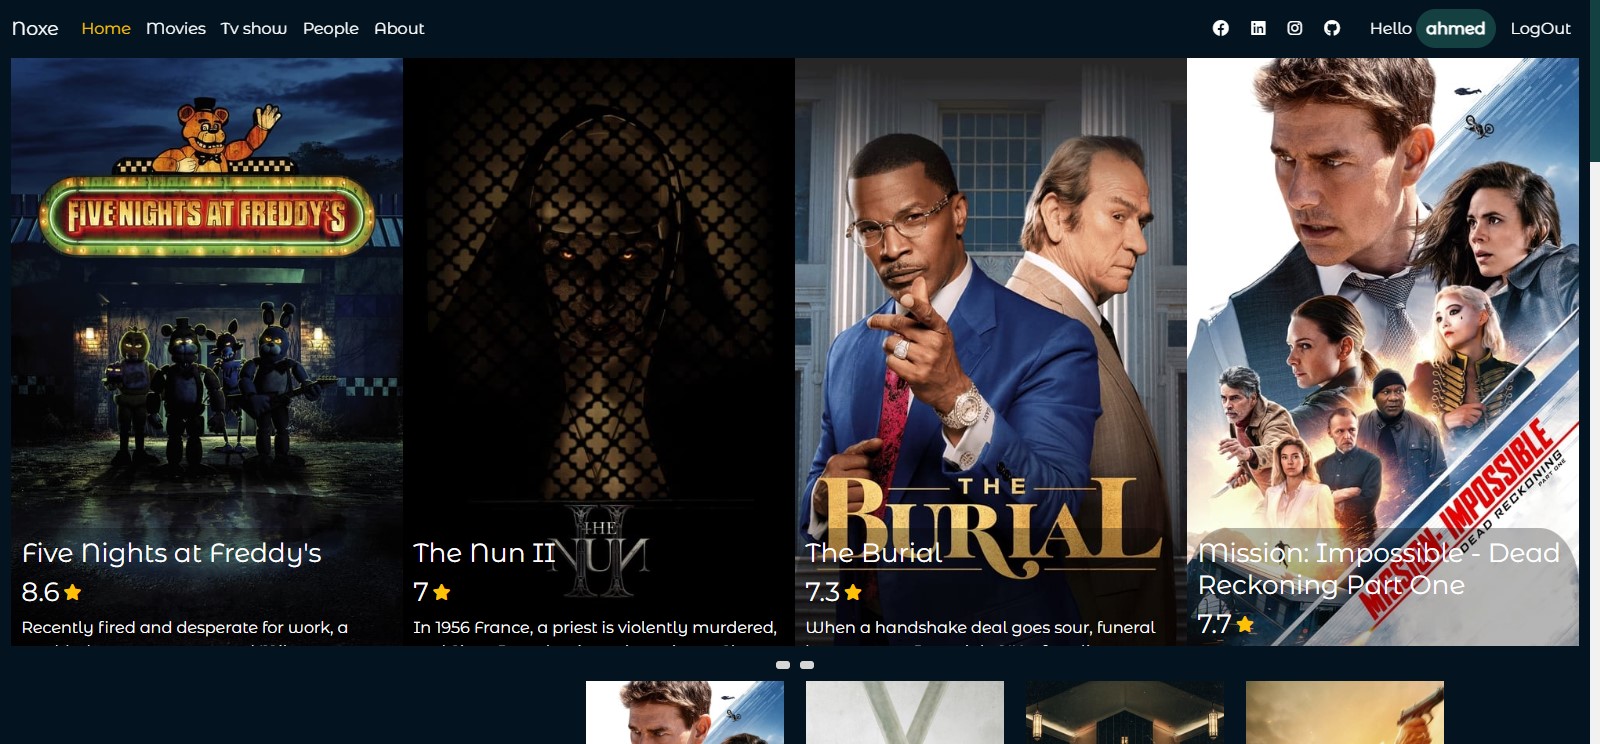 Noxe Home Movies Tv show People About Hello ahmed LogOut
FIVE NIGHTS AT FREDDY'S
Five Nights at Freddy's
8.6
Recently fired and desperate for work, a
THE
NUN
II
The Nun II
7
In 1956 France, a priest is violently murdered,
THE
BURIAL
The Burial
7.3
When a handshake deal goes sour, funeral
MISSION: IMPOSSIBLE
DEAD RECKONING
PART ONE
Mission: Impossible - Dead
Reckoning Part One
7.7